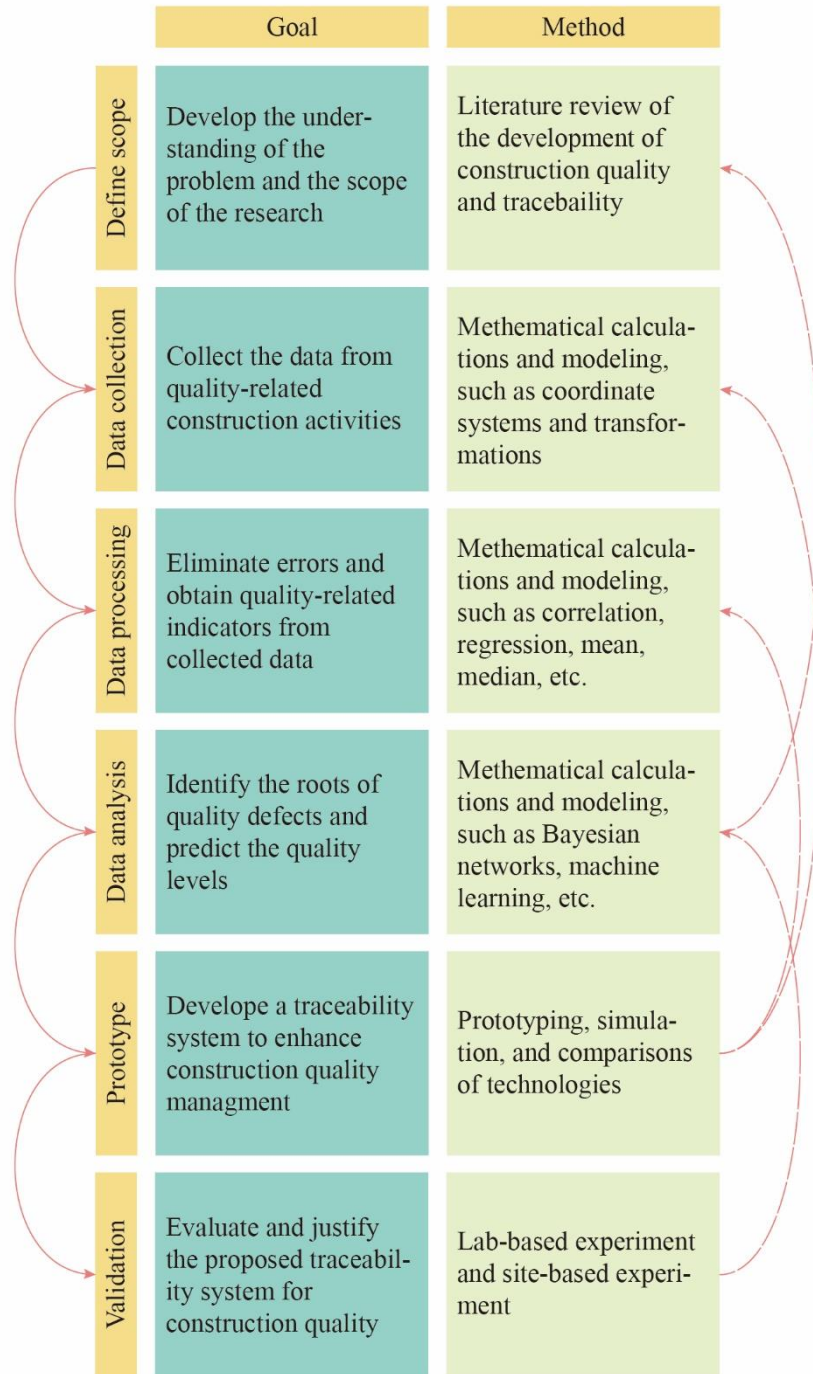 Goal
Method
Define scope
Develop the under-
standing of the
problem and the scope
of the research
Literature review of
the development of
construction quality
and tracebaility
Data collection
Collect the data from
quality-related
construction activities
Methematical calcula-
tions and modeling,
such as coordinate
systems and transfor-
mations
Data processing
Eliminate errors and
obtain quality-related
indicators from
collected data
Methematical calcula-
tions and modeling,
such as correlation,
regression, mean,
median, etc.
Data analysis
Identify the roots of
quality defects and
predict the quality
levels
Methematical calcula-
tions and modeling,
such as Bayesian
networks, machine
learning, etc.
Prototype
Develope a traceability
system to enhance
construction quality
managment
Prototyping, simula-
tion, and comparisons
of technologies
Validation
Evaluate and justify
the proposed traceabil-
ity system for
construction quality
Lab-based experiment
and site-based experi-
ment